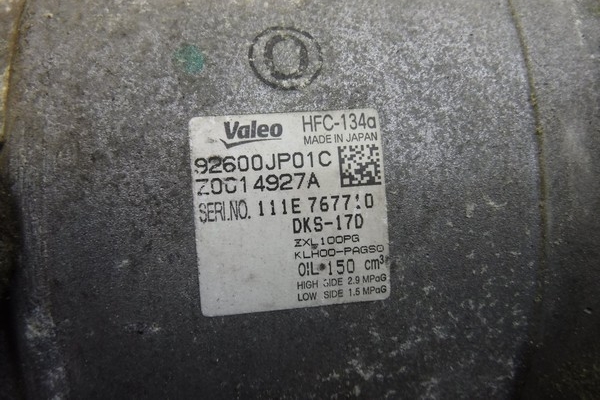 Valeo HFC-134a
MADE IN JAPAN
92600JP01C
Z0014927A
SERI.NO. 111E 767710
DKS-17D
ZXL100PG
KLH00-PAGS0
OIL 150 cm³
HIGH SIDE 2.9 MPaG
LOW SIDE 1.5 MPaG